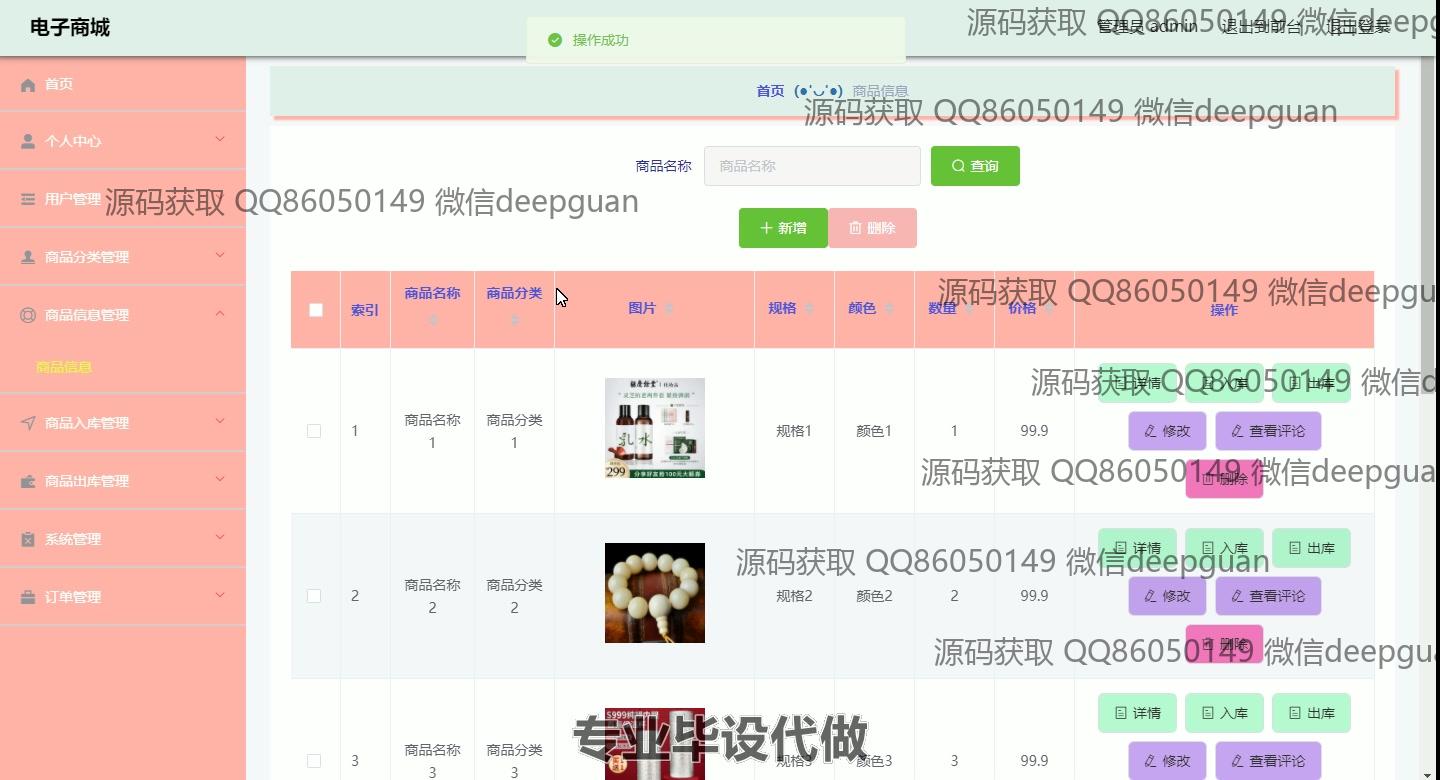 电子商城
操作成功
管理员 admin 退出到前台 退出登录
源码获取 QQ86050149 微信deepg
首页
个人中心
用户管理
商品分类管理
商品信息管理
商品信息
商品入库管理
商品出库管理
系统管理
订单管理
首页 (●'◡'●) 商品信息
源码获取 QQ86050149 微信deepguan
商品名称 商品名称 查询
源码获取 QQ86050149 微信deepguan
新增 删除
索引 商品名称 商品分类 图片 规格 颜色 数量 价格 操作
源码获取 QQ86050149 微信deepgu
1 商品名称1 商品分类1 规格1 颜色1 1 99.9
详情 入库 出库
源码获取 QQ86050149 微信d
修改 查看评论
删除
源码获取 QQ86050149 微信deepgua
乳 水
299
分享好友抢100元大额券
2 商品名称2 商品分类2 规格2 颜色2 2 99.9
详情 入库 出库
源码获取 QQ86050149 微信deepguan
修改 查看评论
删除
源码获取 QQ86050149 微信deepgua
3 商品名称3 商品分类3 规格3 颜色3 3 99.9
详情 入库 出库
修改 查看评论
专业毕设代做